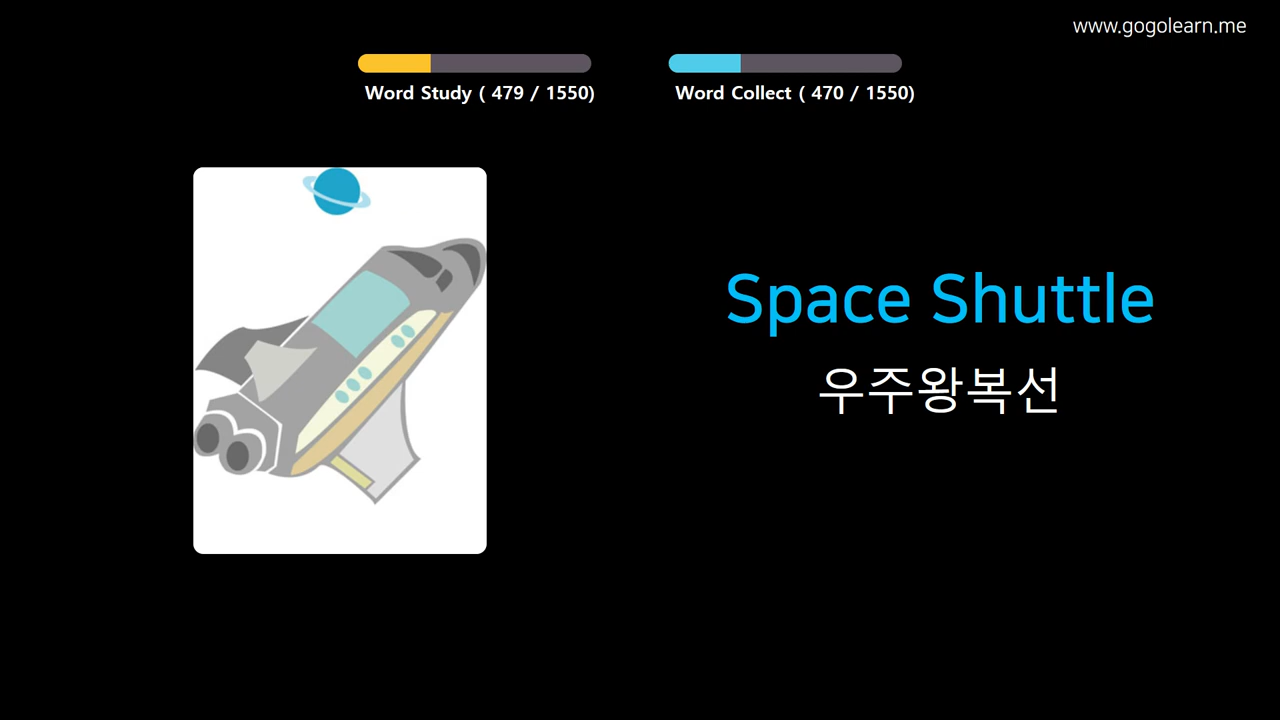 www.gogolearn.me
Word Study ( 479 / 1550)
Word Collect ( 470 / 1550)
Space Shuttle
우주왕복선